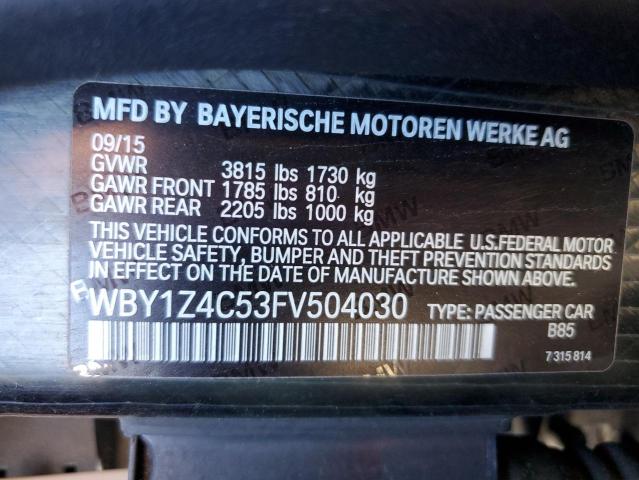 MFD BY BAYERISCHE MOTOREN WERKE AG
09/15
GVWR 3815 lbs 1730 kg
GAWR FRONT 1785 lbs 810 kg
GAWR REAR 2205 lbs 1000 kg
THIS VEHICLE CONFORMS TO ALL APPLICABLE U.S.FEDERAL MOTOR
VEHICLE SAFETY, BUMPER AND THEFT PREVENTION STANDARDS
IN EFFECT ON THE DATE OF MANUFACTURE SHOWN ABOVE.
WBY1Z4C53FV504030 TYPE: PASSENGER CAR
B85
7 315 814